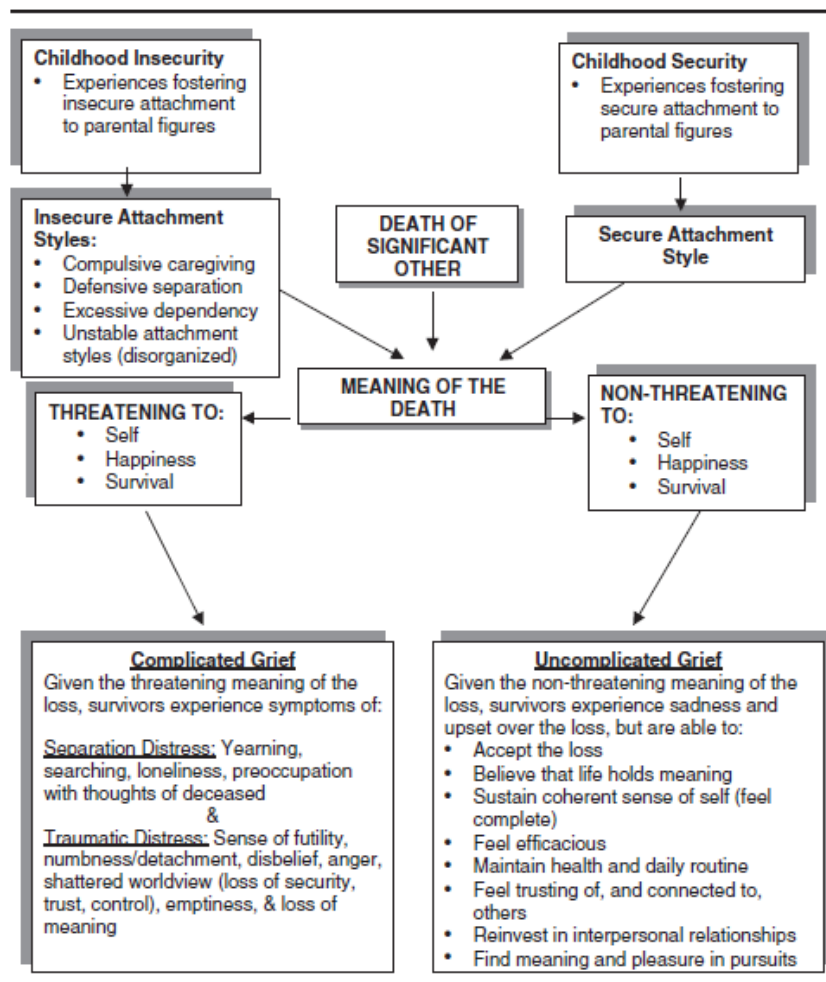 Childhood Insecurity
• Experiences fostering
insecure attachment
to parental figures
Childhood Security
• Experiences fostering
secure attachment to
parental figures
Insecure Attachment
Styles:
• Compulsive caregiving
• Defensive separation
• Excessive dependency
• Unstable attachment
styles (disorganized)
DEATH OF
SIGNIFICANT
OTHER
Secure Attachment
Style
MEANING OF THE
DEATH
THREATENING TO:
• Self
• Happiness
• Survival
NON-THREATENING
TO:
• Self
• Happiness
• Survival
Complicated Grief
Given the threatening meaning of the
loss, survivors experience symptoms of:
Separation Distress: Yearning,
searching, loneliness, preoccupation
with thoughts of deceased
&
Traumatic Distress: Sense of futility,
numbness/detachment, disbelief, anger,
shattered worldview (loss of security,
trust, control), emptiness, & loss of
meaning
Uncomplicated Grief
Given the non-threatening meaning of the
loss, survivors experience sadness and
upset over the loss, but are able to:
• Accept the loss
• Believe that life holds meaning
• Sustain coherent sense of self (feel
complete)
• Feel efficacious
• Maintain health and daily routine
• Feel trusting of, and connected to,
others
• Reinvest in interpersonal relationships
• Find meaning and pleasure in pursuits